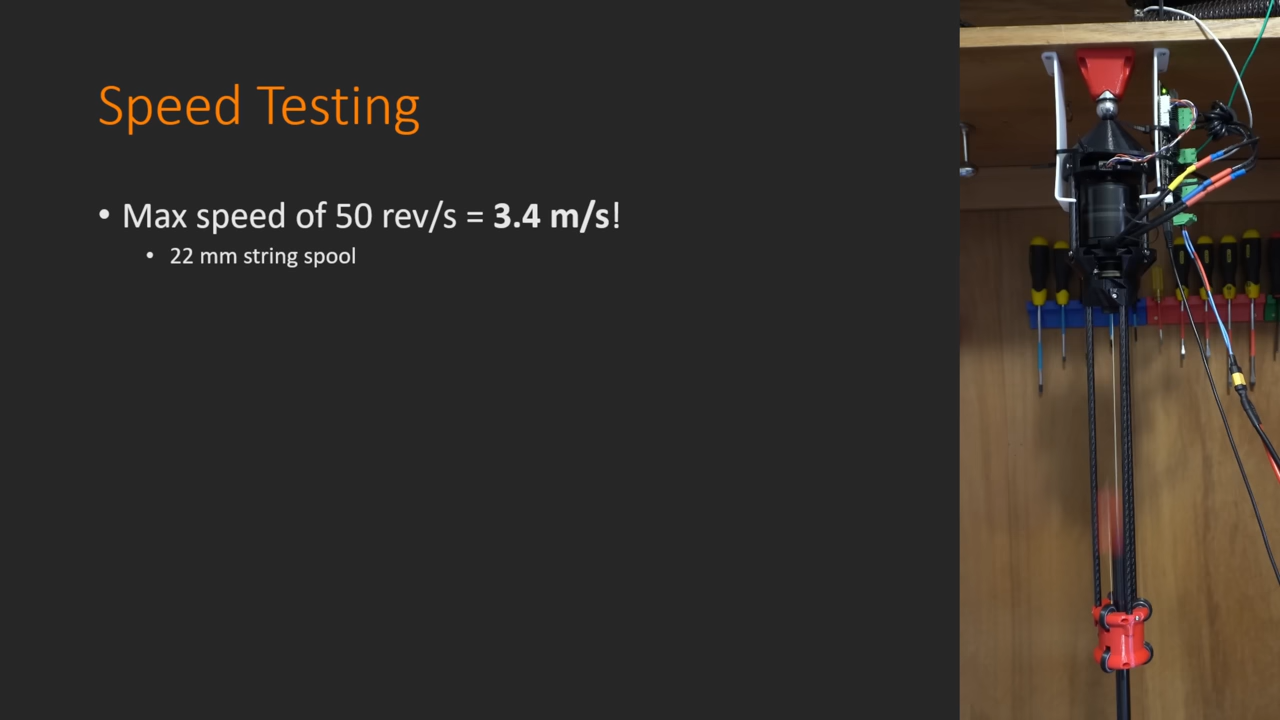 Speed Testing
• Max speed of 50 rev/s = 3.4 m/s!
• 22 mm string spool